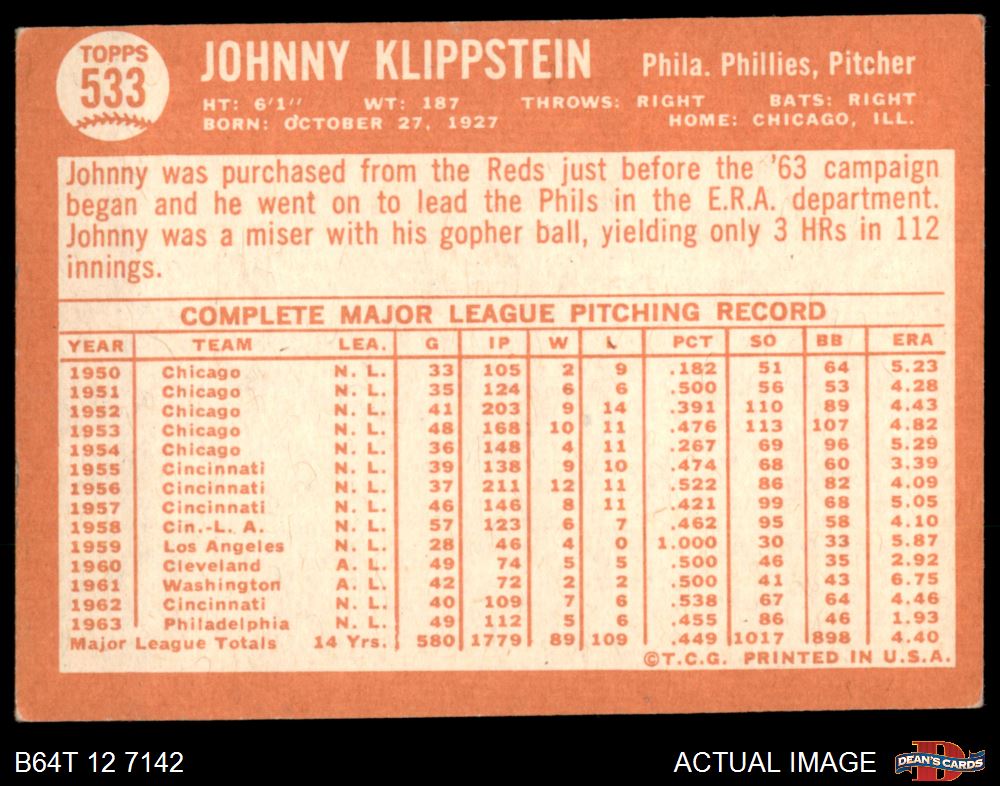 TOPPS
533
JOHNNY KLIPPSTEIN
Phila. Phillies, Pitcher
HT: 6'1" WT: 187 THROWS: RIGHT BATS: RIGHT
BORN: OCTOBER 27, 1927 HOME: CHICAGO, ILL.
Johnny was purchased from the Reds just before the '63 campaign
began and he went on to lead the Phils in the E.R.A. department.
Johnny was a miser with his gopher ball, yielding only 3 HRs in 112
innings.
COMPLETE MAJOR LEAGUE PITCHING RECORD
YEAR TEAM LEA. G IP W L PCT SO BB ERA
1950 Chicago N. L. 33 105 2 9 .182 51 64 5.23
1951 Chicago N. L. 35 124 6 6 .500 56 53 4.28
1952 Chicago N. L. 41 203 9 14 .391 110 89 4.43
1953 Chicago N. L. 48 168 10 11 .476 113 107 4.82
1954 Chicago N. L. 36 148 4 11 .267 69 96 5.29
1955 Cincinnati N. L. 39 138 9 10 .474 68 60 3.39
1956 Cincinnati N. L. 37 211 12 11 .522 86 82 4.09
1957 Cincinnati N. L. 46 146 8 11 .421 99 68 5.05
1958 Cin.-L. A. N. L. 57 123 6 7 .462 95 58 4.10
1959 Los Angeles N. L. 28 46 4 0 1.000 30 33 5.87
1960 Cleveland A. L. 49 74 5 5 .500 46 35 2.92
1961 Washington A. L. 42 72 2 2 .500 41 43 6.75
1962 Cincinnati N. L. 40 109 7 6 .538 67 64 4.46
1963 Philadelphia N. L. 49 112 5 6 .455 86 46 1.93
Major League Totals 14 Yrs. 580 1779 89 109 .449 1017 898 4.40
©T.C.G. PRINTED IN U.S.A.
B64T 12 7142
ACTUAL IMAGE
DEAN'S CARDS